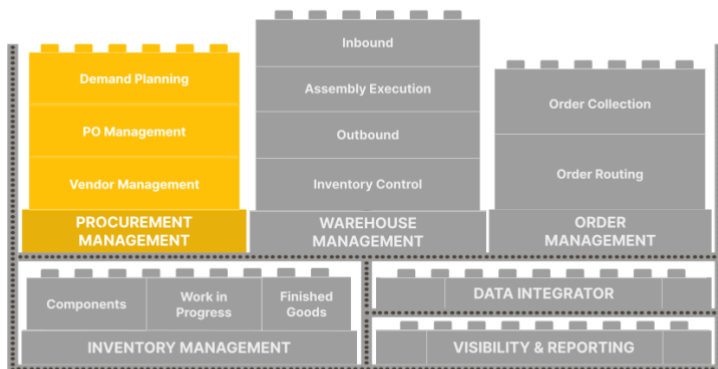 Demand Planning
PO Management
Vendor Management
PROCUREMENT
MANAGEMENT
Inbound
Assembly Execution
Outbound
Inventory Control
WAREHOUSE
MANAGEMENT
Order Collection
Order Routing
ORDER
MANAGEMENT
Components
Work in
Progress
Finished
Goods
INVENTORY MANAGEMENT
DATA INTEGRATOR
VISIBILITY & REPORTING